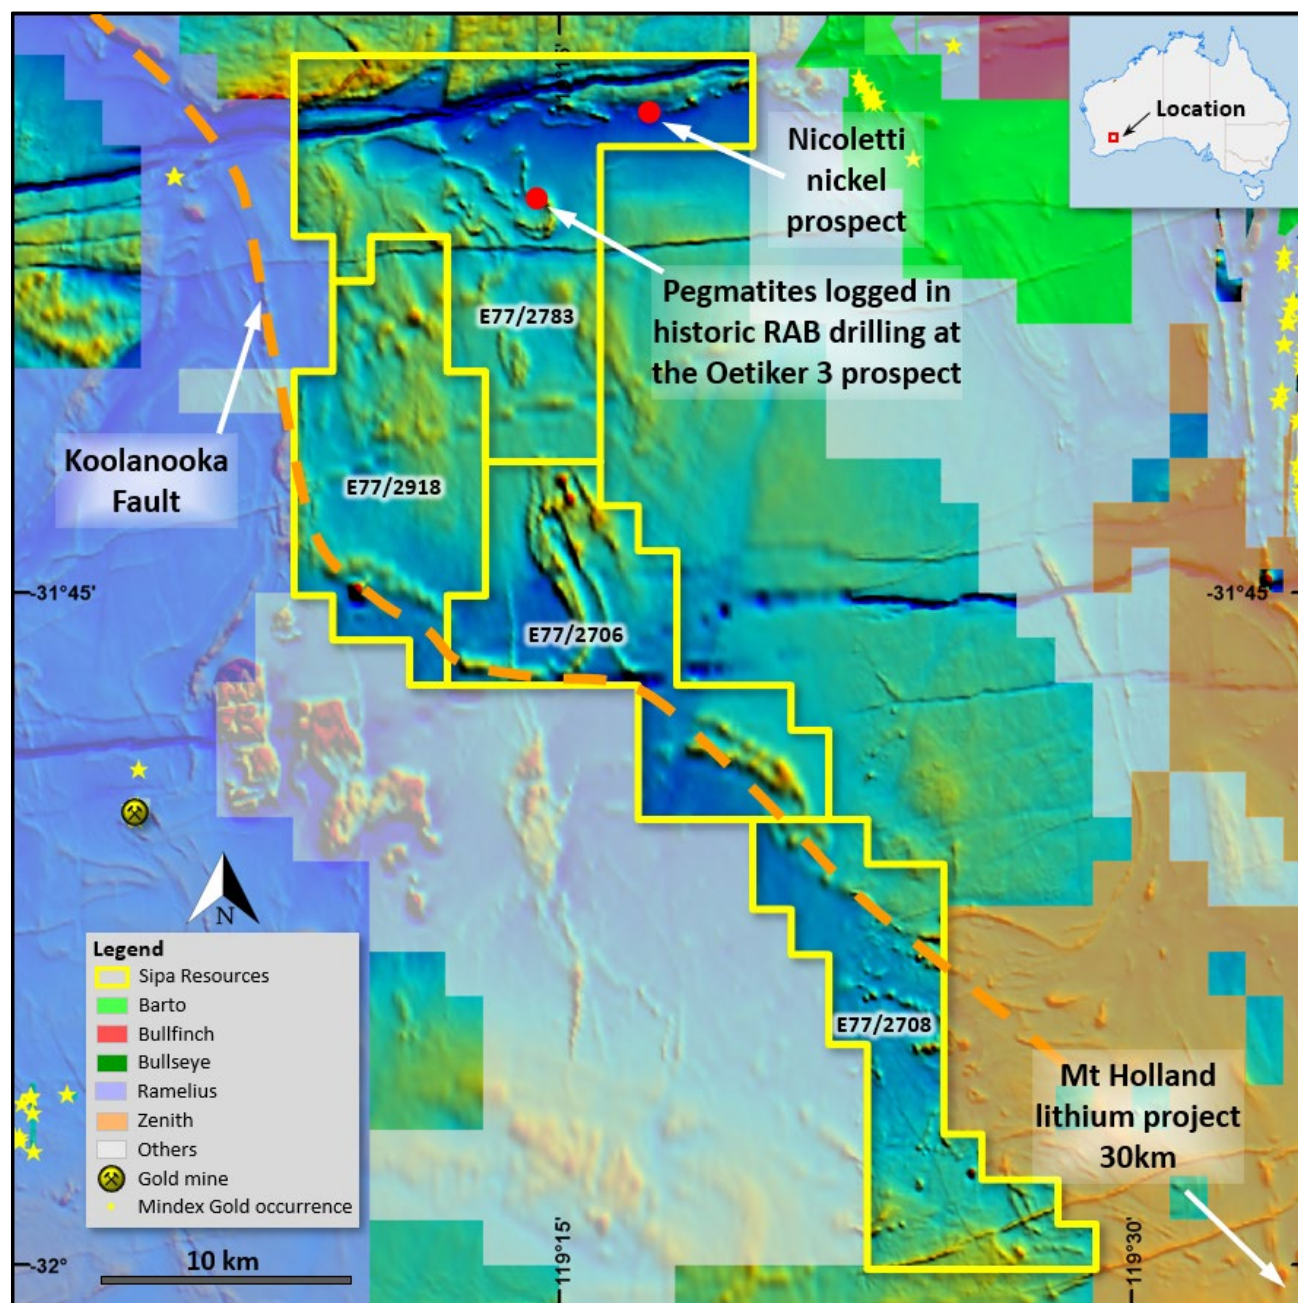 119°15'
Location
Nicoletti
nickel
prospect
Pegmatites logged in
historic RAB drilling at
the Oetiker 3 prospect
E77/2783
Koolanooka
Fault
E77/2918
-31°45'
-31°45'
E77/2706
N
Legend
Sipa Resources
Barto
Bullfinch
Bullseye
Ramelius
Zenith
Others
Gold mine
Mindex Gold occurrence
E77/2708
Mt Holland
lithium project
30km
10 km
-32°
119°15'
119°30'